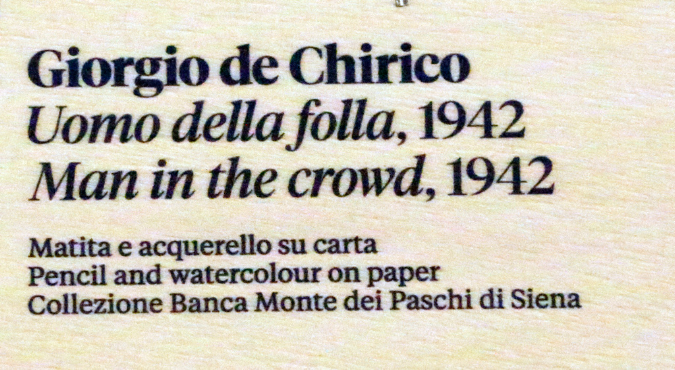 Giorgio de Chirico
Uomo della folla, 1942
Man in the crowd, 1942
Matita e acquerello su carta
Pencil and watercolour on paper
Collezione Banca Monte dei Paschi di Siena